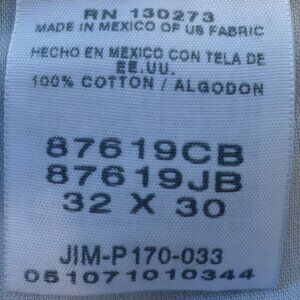 RN 130273
MADE IN MEXICO OF US FABRIC
HECHO EN MEXICO CON TELA DE
EE.UU.
100% COTTON / ALGODON
87619CB
87619JB
32 X 30
JIM-P170-033
051071010344